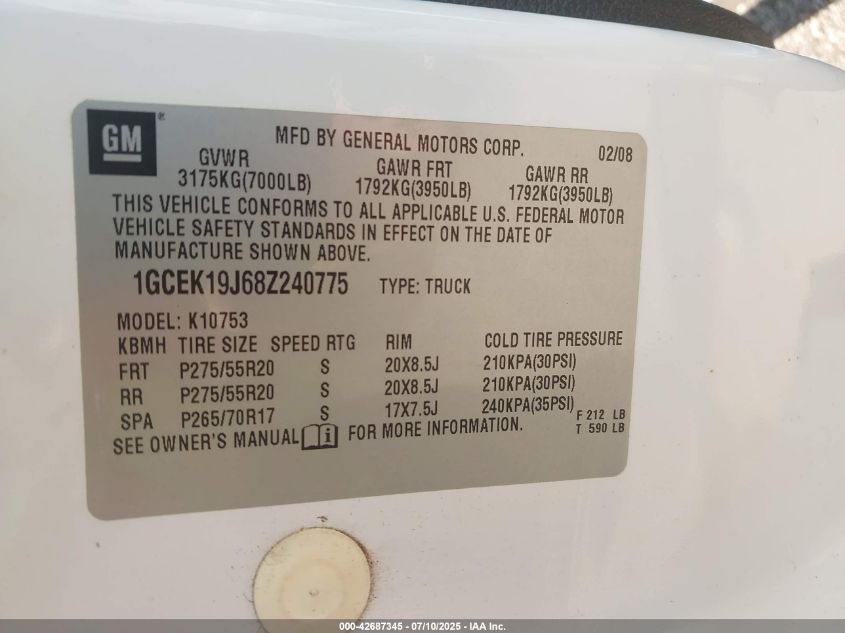 GM ®
MFD BY GENERAL MOTORS CORP. 02/08
GVWR GAWR FRT GAWR RR
3175KG(7000LB) 1792KG(3950LB) 1792KG(3950LB)
THIS VEHICLE CONFORMS TO ALL APPLICABLE U.S. FEDERAL MOTOR
VEHICLE SAFETY STANDARDS IN EFFECT ON THE DATE OF
MANUFACTURE SHOWN ABOVE.
1GCEK19J68Z240775 TYPE: TRUCK
MODEL: K10753
KBMH TIRE SIZE SPEED RTG RIM COLD TIRE PRESSURE
FRT P275/55R20 S 20X8.5J 210KPA(30PSI)
RR P275/55R20 S 20X8.5J 210KPA(30PSI)
SPA P265/70R17 S 17X7.5J 240KPA(35PSI) F 212 LB
T 590 LB
SEE OWNER'S MANUAL i FOR MORE INFORMATION.
000-42687345 - 07/10/2025 - IAA Inc.